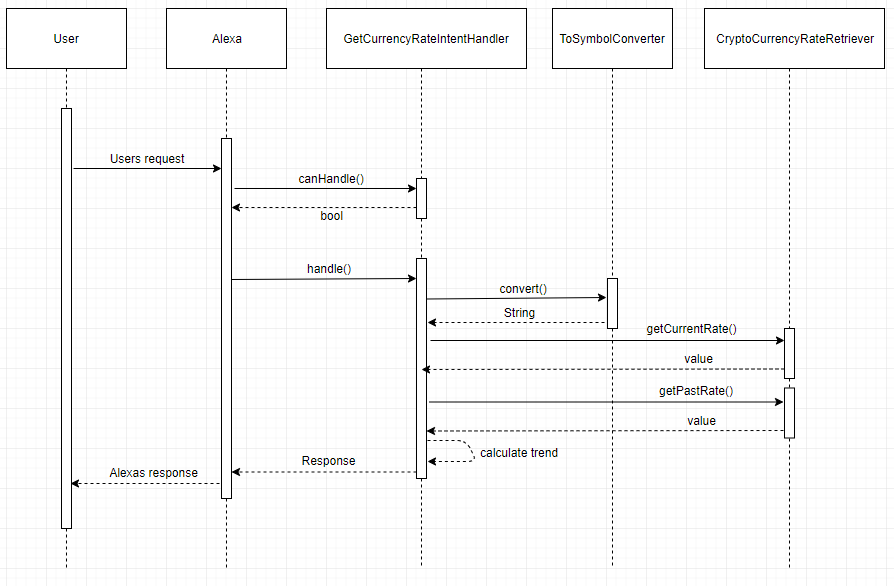 User
Alexa
GetCurrencyRateIntentHandler
ToSymbolConverter
CryptoCurrencyRateRetriever
Users request
canHandle()
bool
handle()
convert()
String
getCurrentRate()
value
getPastRate()
value
calculate trend
Response
Alexas response